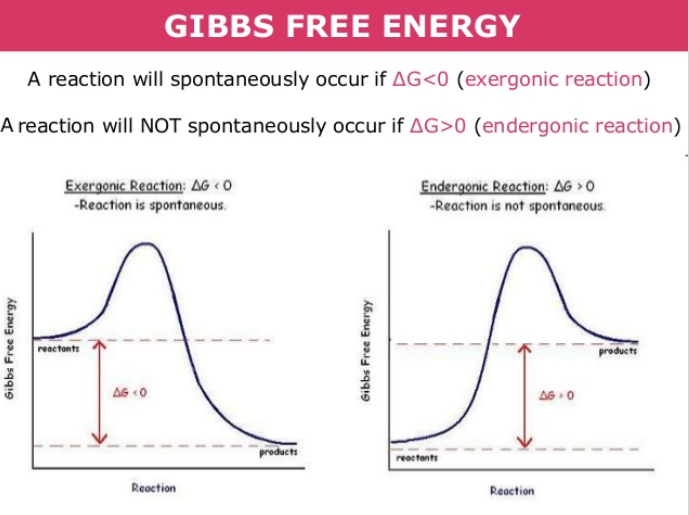 GIBBS FREE ENERGY
A reaction will spontaneously occur if ΔG<0 (exergonic reaction)
A reaction will NOT spontaneously occur if ΔG>0 (endergonic reaction)
Exergonic Reaction: ΔG < 0
-Reaction is spontaneous.
Gibbs Free Energy
reactants
ΔG < 0
products
Reaction
Endergonic Reaction: ΔG > 0
-Reaction is not spontaneous.
Gibbs Free Energy
products
ΔG > 0
reactants
Reaction